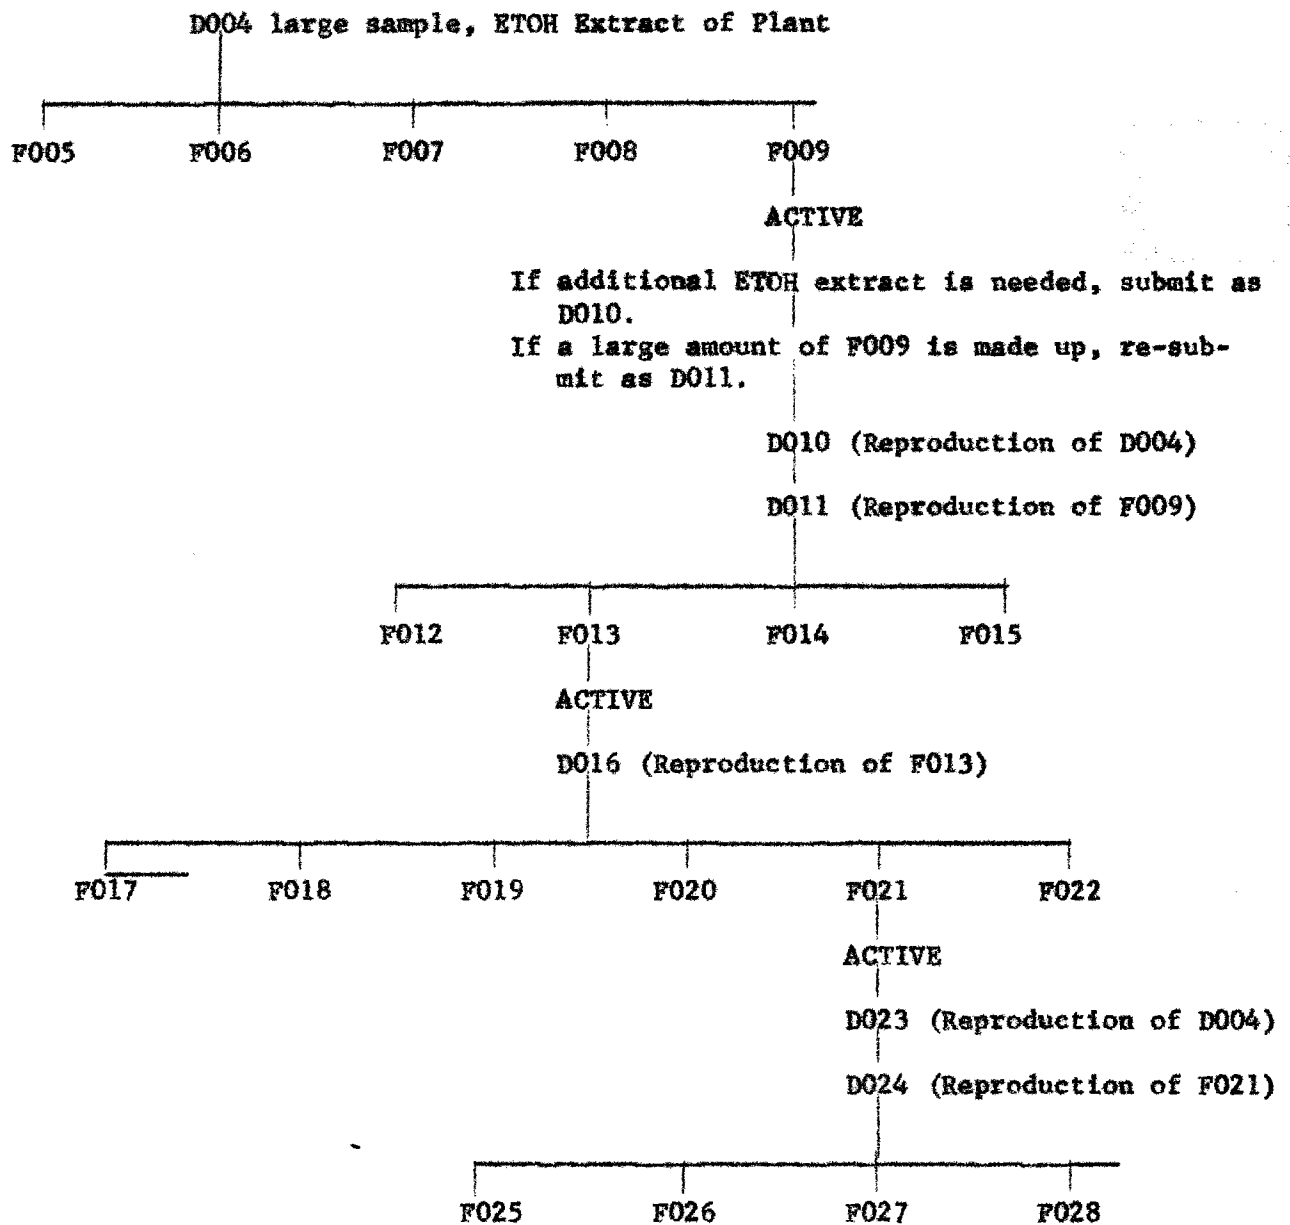 D004 large sample, ETOH Extract of Plant
F005 F006 F007 F008 F009
ACTIVE
If additional ETOH extract is needed, submit as
D010.
If a large amount of F009 is made up, re-sub-
mit as D011.
D010 (Reproduction of D004)
D011 (Reproduction of F009)
F012 F013 F014 F015
ACTIVE
D016 (Reproduction of F013)
F017 F018 F019 F020 F021 F022
ACTIVE
D023 (Reproduction of D004)
D024 (Reproduction of F021)
F025 F026 F027 F028